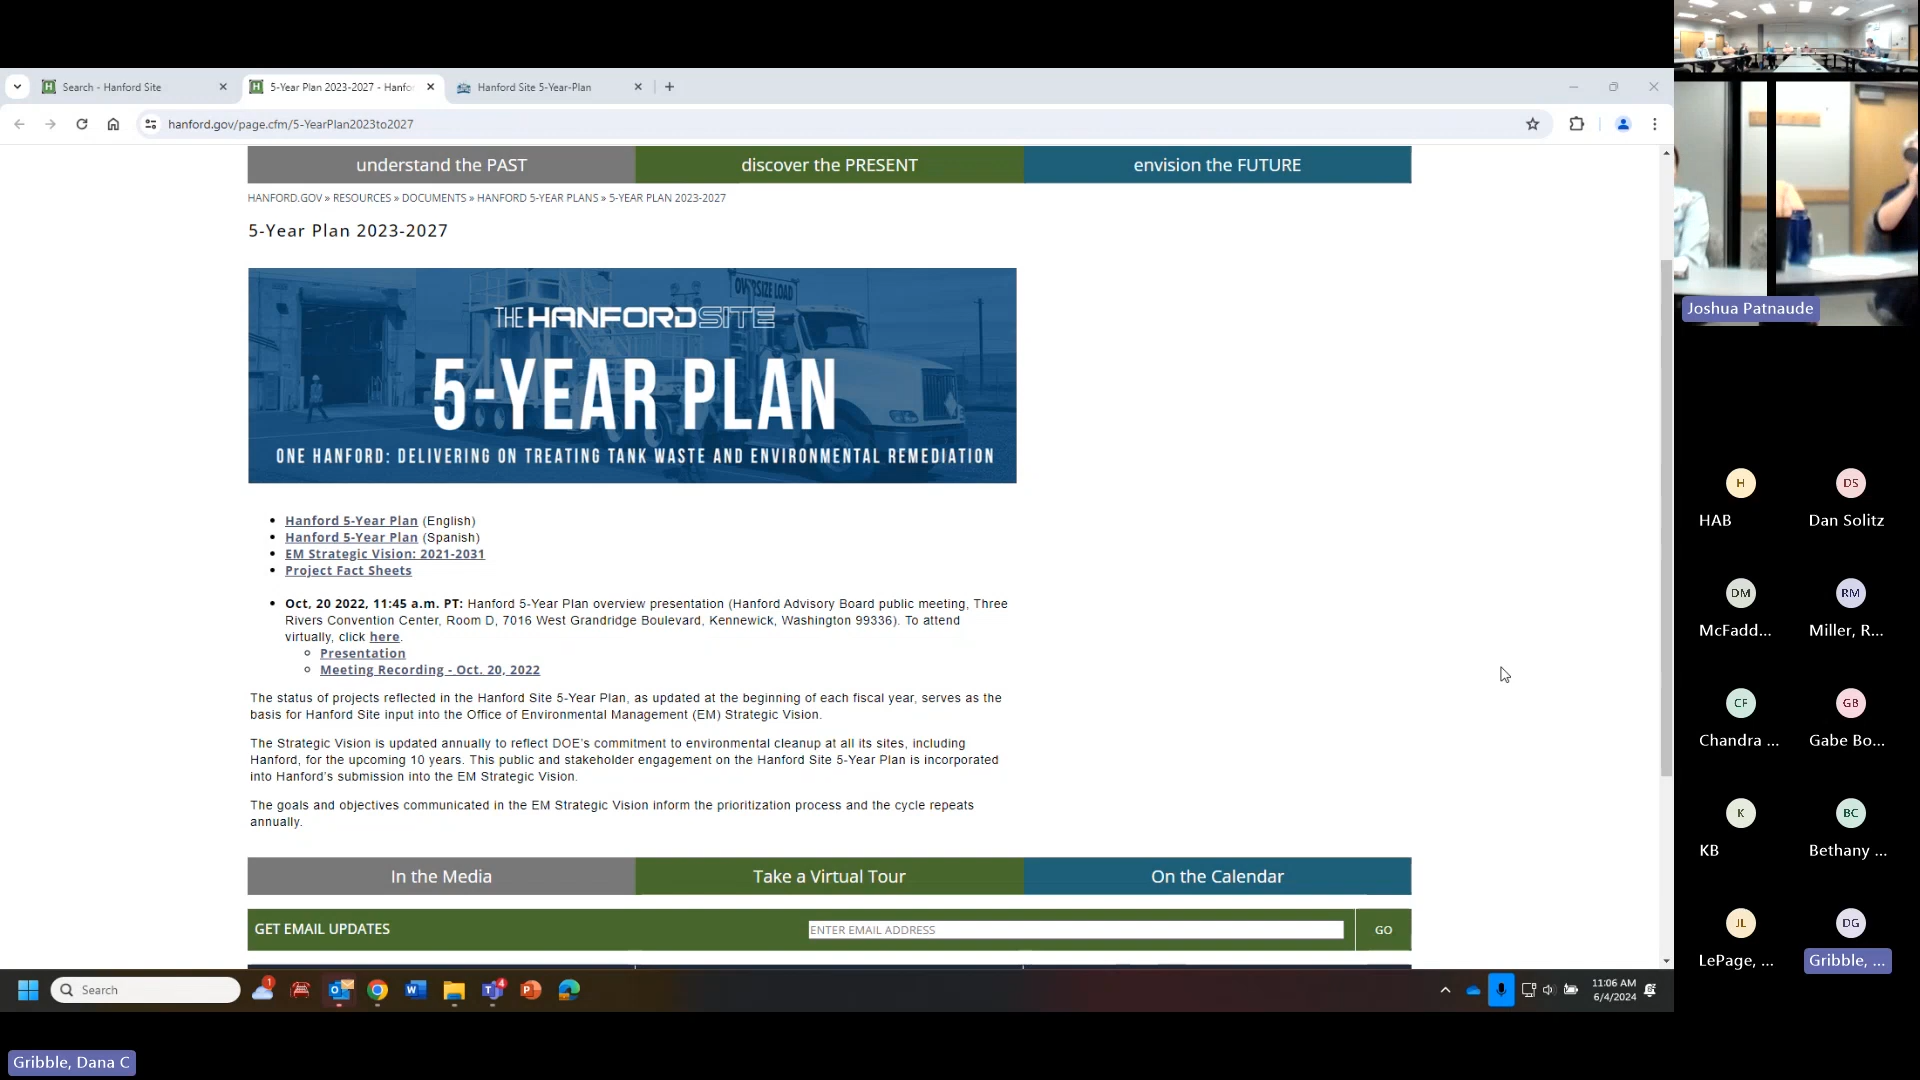 Search - Hanford Site
5-Year Plan 2023-2027 - Hanfo
Hanford Site 5-Year-Plan
hanford.gov/page.cfm/5-YearPlan2023to2027
understand the PAST
discover the PRESENT
envision the FUTURE
HANFORD.GOV » RESOURCES » DOCUMENTS » HANFORD 5-YEAR PLANS » 5-YEAR PLAN 2023-2027
5-Year Plan 2023-2027
OVERSIZE LOAD
THE HANFORD SITE
5-YEAR PLAN
ONE HANFORD: DELIVERING ON TREATING TANK WASTE AND ENVIRONMENTAL REMEDIATION
Hanford 5-Year Plan (English)
Hanford 5-Year Plan (Spanish)
EM Strategic Vision: 2021-2031
Project Fact Sheets
Oct, 20 2022, 11:45 a.m. PT: Hanford 5-Year Plan overview presentation (Hanford Advisory Board public meeting, Three
Rivers Convention Center, Room D, 7016 West Grandridge Boulevard, Kennewick, Washington 99336). To attend
virtually, click here.
Presentation
Meeting Recording - Oct. 20, 2022
The status of projects reflected in the Hanford Site 5-Year Plan, as updated at the beginning of each fiscal year, serves as the
basis for Hanford Site input into the Office of Environmental Management (EM) Strategic Vision.
The Strategic Vision is updated annually to reflect DOE's commitment to environmental cleanup at all its sites, including
Hanford, for the upcoming 10 years. This public and stakeholder engagement on the Hanford Site 5-Year Plan is incorporated
into Hanford's submission into the EM Strategic Vision.
The goals and objectives communicated in the EM Strategic Vision inform the prioritization process and the cycle repeats
annually.
In the Media
Take a Virtual Tour
On the Calendar
GET EMAIL UPDATES
ENTER EMAIL ADDRESS
GO
Search
1
4
11:06 AM
6/4/2024
Gribble, Dana C
Joshua Patnaude
H
HAB
DS
Dan Solitz
DM
McFadd...
RM
Miller, R...
CF
Chandra ...
GB
Gabe Bo...
K
KB
BC
Bethany ...
JL
LePage, ...
DG
Gribble, ...